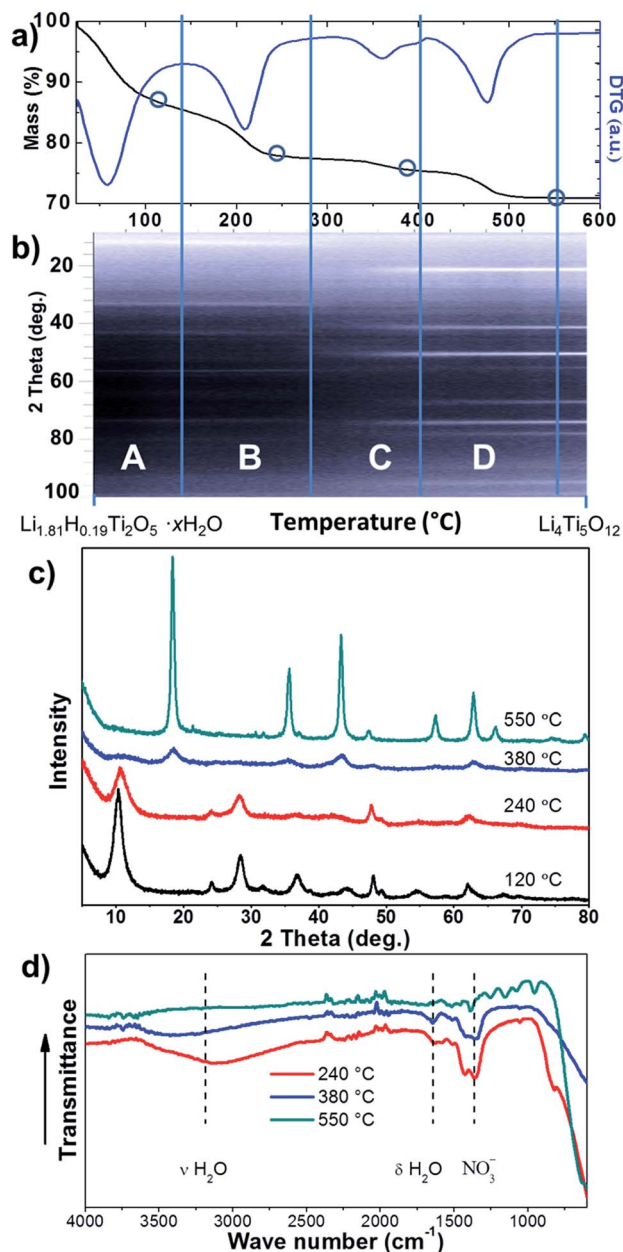 a)
100
90
80
70
Mass (%)
DTG (a.u.)
100 200 300 400 500 600
b)
20
40
60
80
100
2 Theta (deg.)
A B C D
Li1.81H0.19Ti2O5 ·xH2O Temperature (°C) Li4Ti5O12
c)
Intensity
550 °C
380 °C
240 °C
120 °C
10 20 30 40 50 60 70 80
2 Theta (deg.)
d)
Transmittance
240 °C
380 °C
550 °C
ν H2O δ H2O NO3−
4000 3500 3000 2500 2000 1500 1000
Wave number (cm-1)